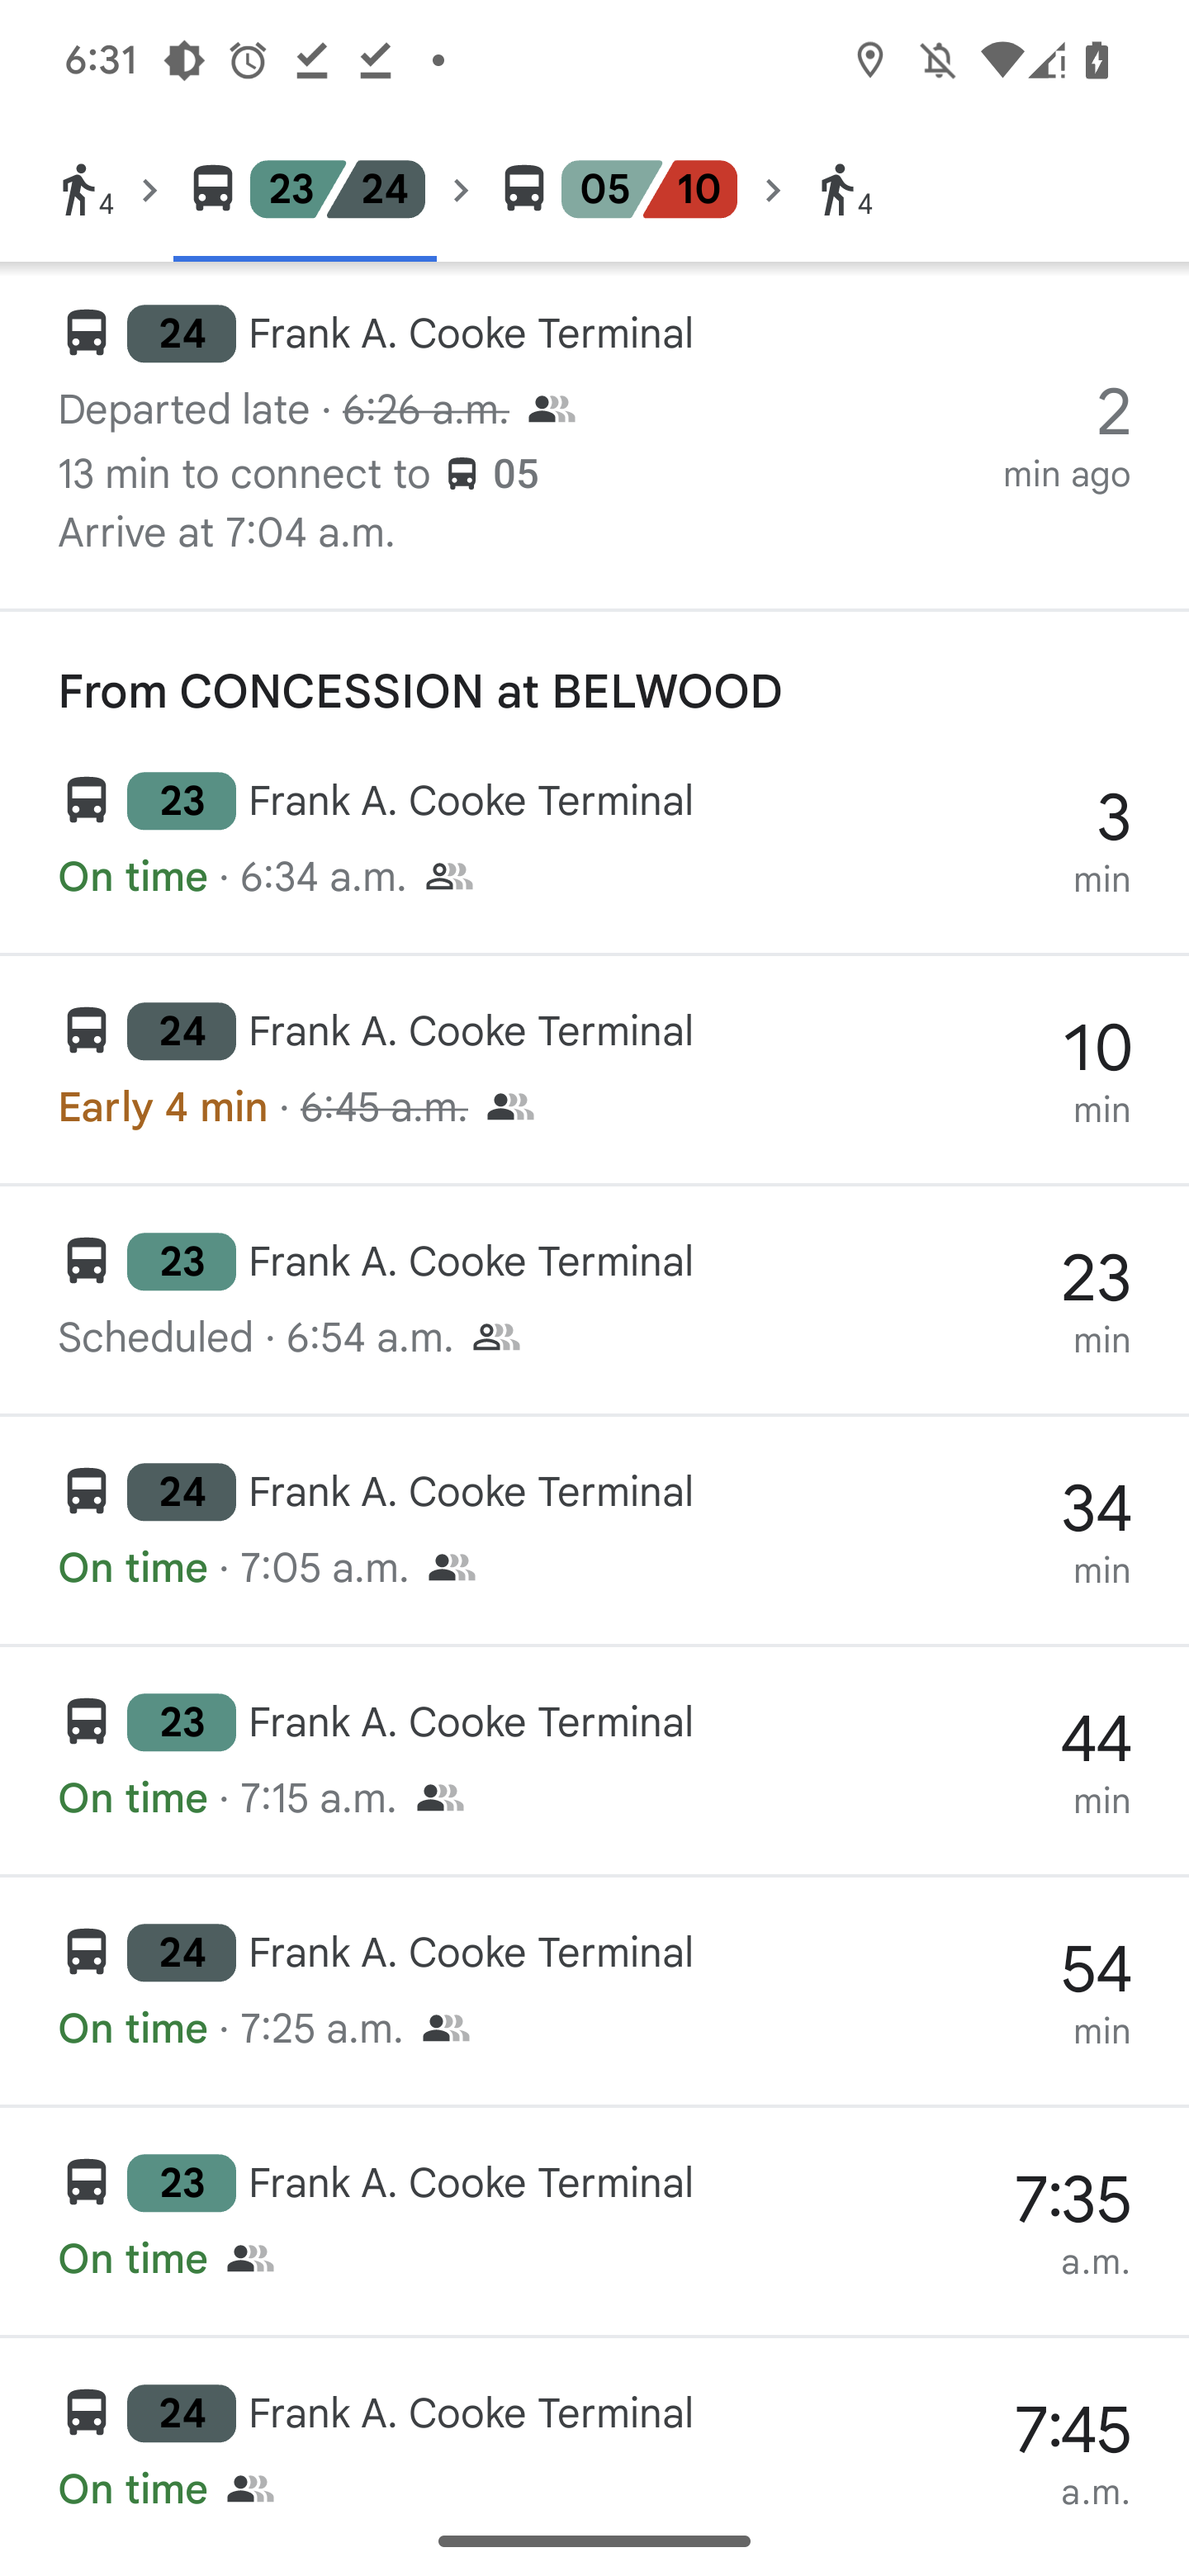 6:31
4 23 24 05 10 4
24 Frank A. Cooke Terminal
Departed late · 6:26 a.m.
2
13 min to connect to 05
min ago
Arrive at 7:04 a.m.
From CONCESSION at BELWOOD
23 Frank A. Cooke Terminal
3
On time · 6:34 a.m.
min
24 Frank A. Cooke Terminal
10
Early 4 min · 6:45 a.m.
min
23 Frank A. Cooke Terminal
23
Scheduled · 6:54 a.m.
min
24 Frank A. Cooke Terminal
34
On time · 7:05 a.m.
min
23 Frank A. Cooke Terminal
44
On time · 7:15 a.m.
min
24 Frank A. Cooke Terminal
54
On time · 7:25 a.m.
min
23 Frank A. Cooke Terminal
7:35
On time
a.m.
24 Frank A. Cooke Terminal
7:45
On time
a.m.